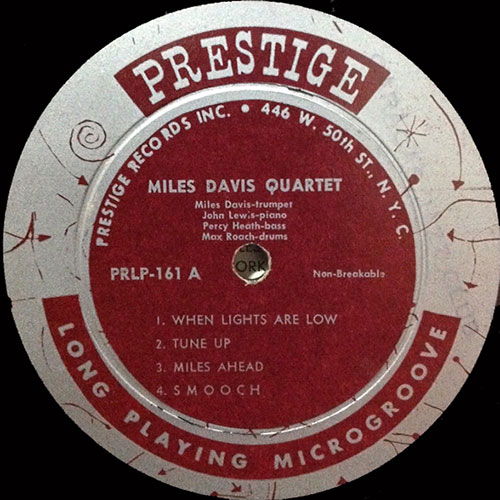 PRESTIGE
PRESTIGE RECORDS INC. • 446 W. 50th ST., N.Y.C.
MILES DAVIS QUARTET
Miles Davis-trumpet
John Lewis-piano
Percy Heath-bass
Max Roach-drums
PRLP-161 A
Non-Breakable
1. WHEN LIGHTS ARE LOW
2. TUNE UP
3. MILES AHEAD
4. SMOOCH
LONG PLAYING MICROGROOVE